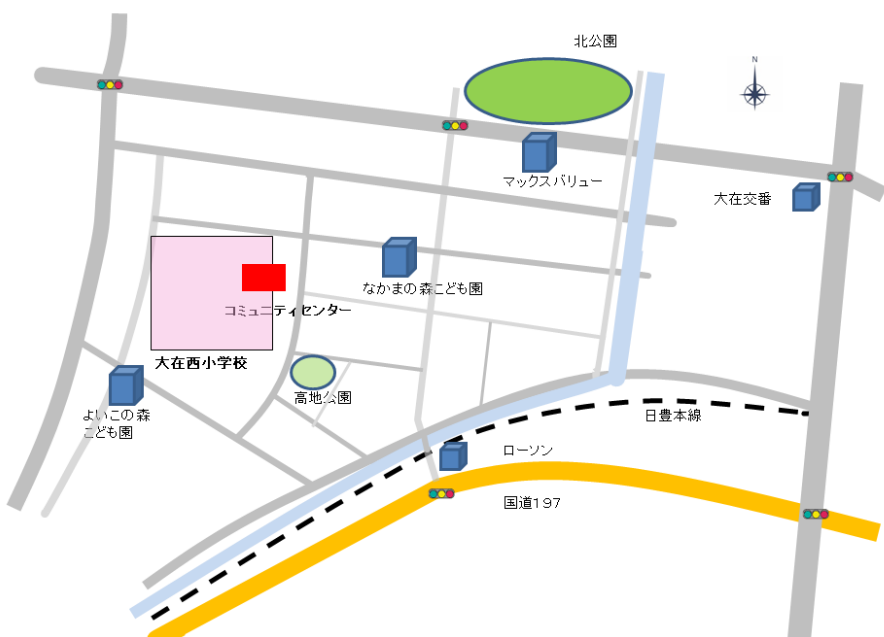 北公園
N
マックスバリュー
大在交番
なかまの森こども園
コミュニティセンター
大在西小学校
高地公園
よいこの森
こども園
日豊本線
ローソン
国道197